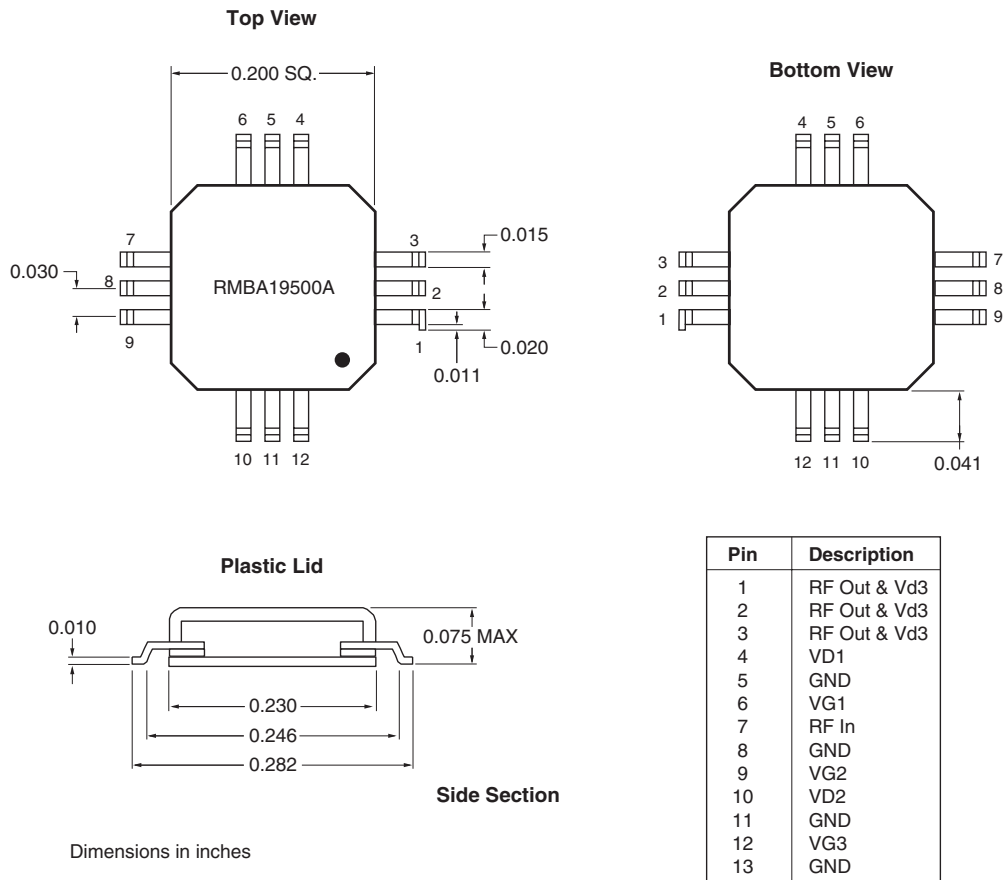 Top View
0.200 SQ.
6 5 4
7
8
9
0.030
RMBA19500A
3
2
1
0.015
0.020
0.011
10 11 12
Bottom View
4 5 6
3
2
1
7
8
9
12 11 10
0.041
Plastic Lid
0.010
0.075 MAX
0.230
0.246
0.282
Side Section
Dimensions in inches
Pin Description
1 RF Out & Vd3
2 RF Out & Vd3
3 RF Out & Vd3
4 VD1
5 GND
6 VG1
7 RF In
8 GND
9 VG2
10 VD2
11 GND
12 VG3
13 GND